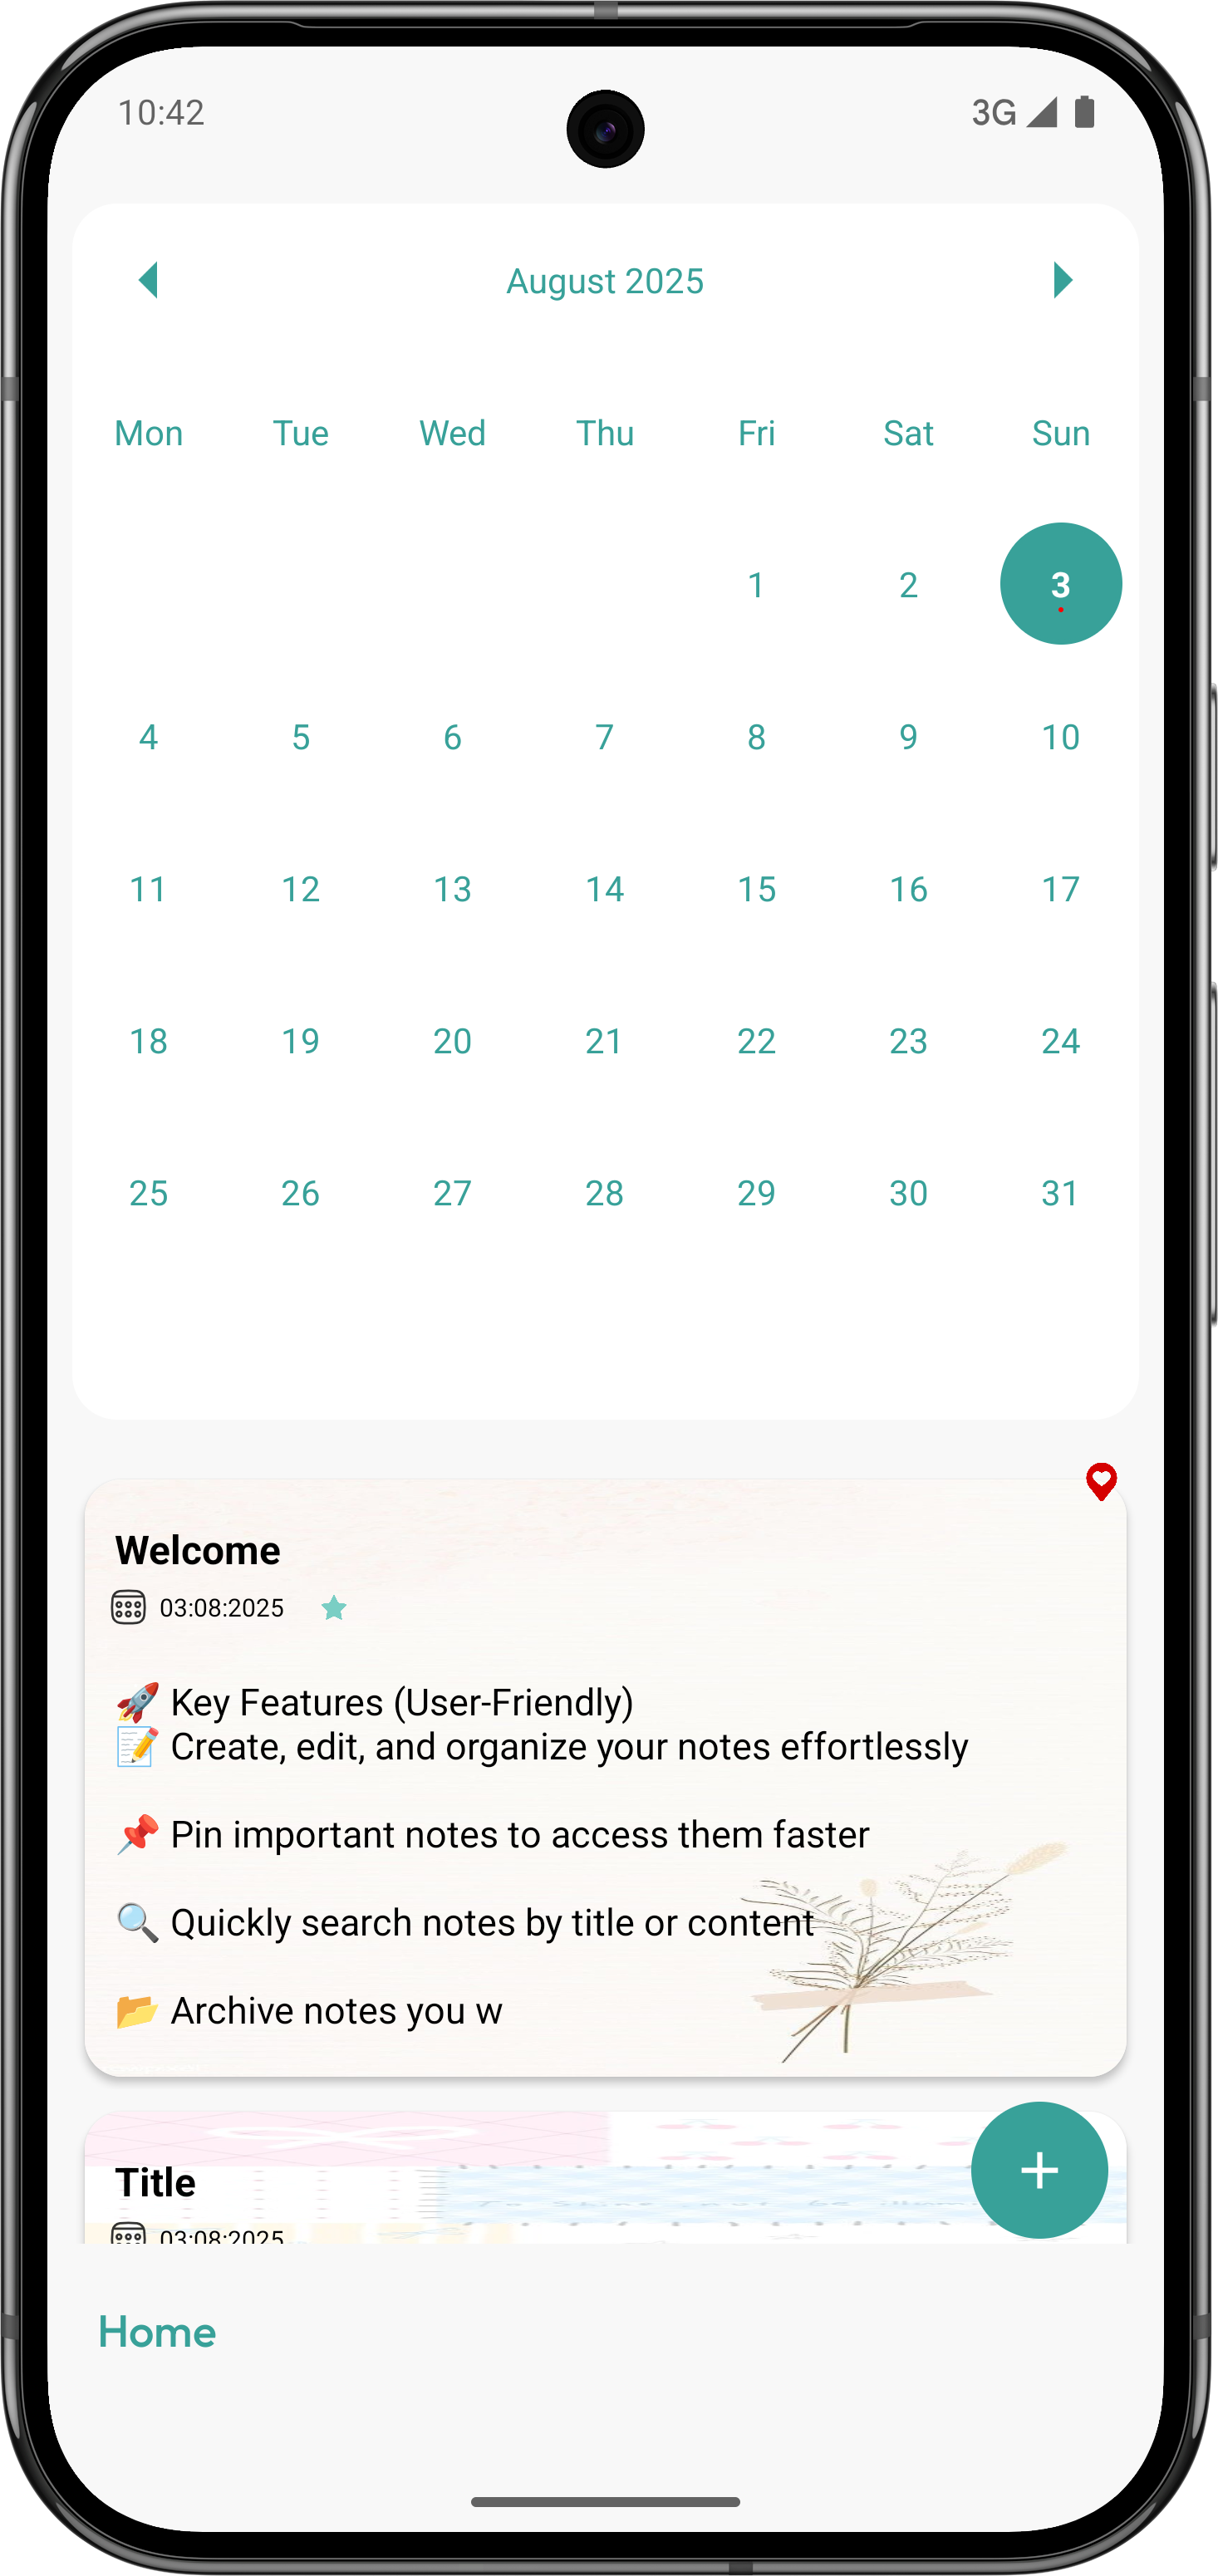 10:42
3G
August 2025
Mon Tue Wed Thu Fri Sat Sun
1 2 3
4 5 6 7 8 9 10
11 12 13 14 15 16 17
18 19 20 21 22 23 24
25 26 27 28 29 30 31
Welcome
03:08:2025
🚀 Key Features (User-Friendly)
📝 Create, edit, and organize your notes effortlessly
📌 Pin important notes to access them faster
🔍 Quickly search notes by title or content
📂 Archive notes you w
Title
03:08:2025
Home